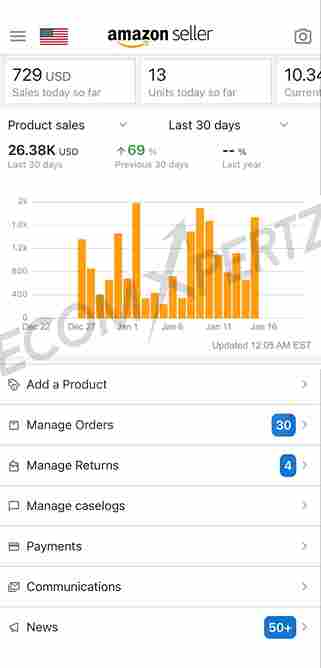 amazon seller
729 USD
Sales today so far
13
Units today so far
10.34
Current
Product sales
Last 30 days
26.38K USD
Last 30 days
↑ 69 %
Previous 30 days
-- %
Last year
2k
1.6k
1.2k
800
400
0
Dec 22
Dec 27
Jan 1
Jan 6
Jan 11
Jan 16
ECOMXPERTZ
Updated 12:05 AM EST
Add a Product
Manage Orders
30
Manage Returns
4
Manage caselogs
Payments
Communications
News
50+